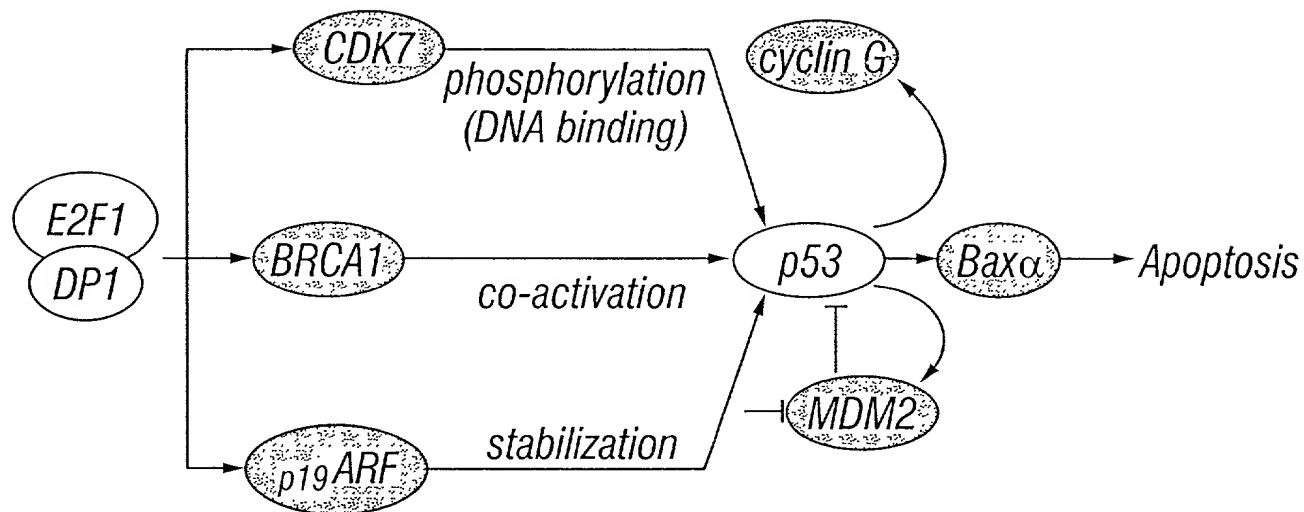 CDK7
cyclin G
phosphorylation
(DNA binding)
E2F1
DP1
BRCA1
p53
Baxα
Apoptosis
co-activation
MDM2
p19ARF
stabilization